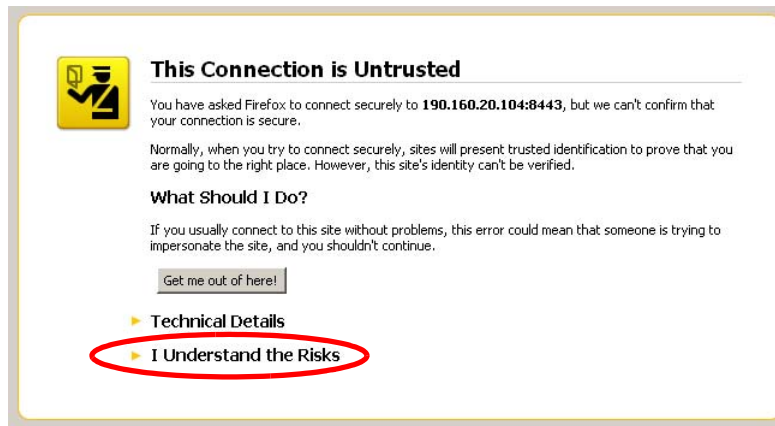 This Connection is Untrusted
You have asked Firefox to connect securely to 190.160.20.104:8443, but we can't confirm that
your connection is secure.
Normally, when you try to connect securely, sites will present trusted identification to prove that you
are going to the right place. However, this site's identity can't be verified.
What Should I Do?
If you usually connect to this site without problems, this error could mean that someone is trying to
impersonate the site, and you shouldn't continue.
Get me out of here!
Technical Details
I Understand the Risks